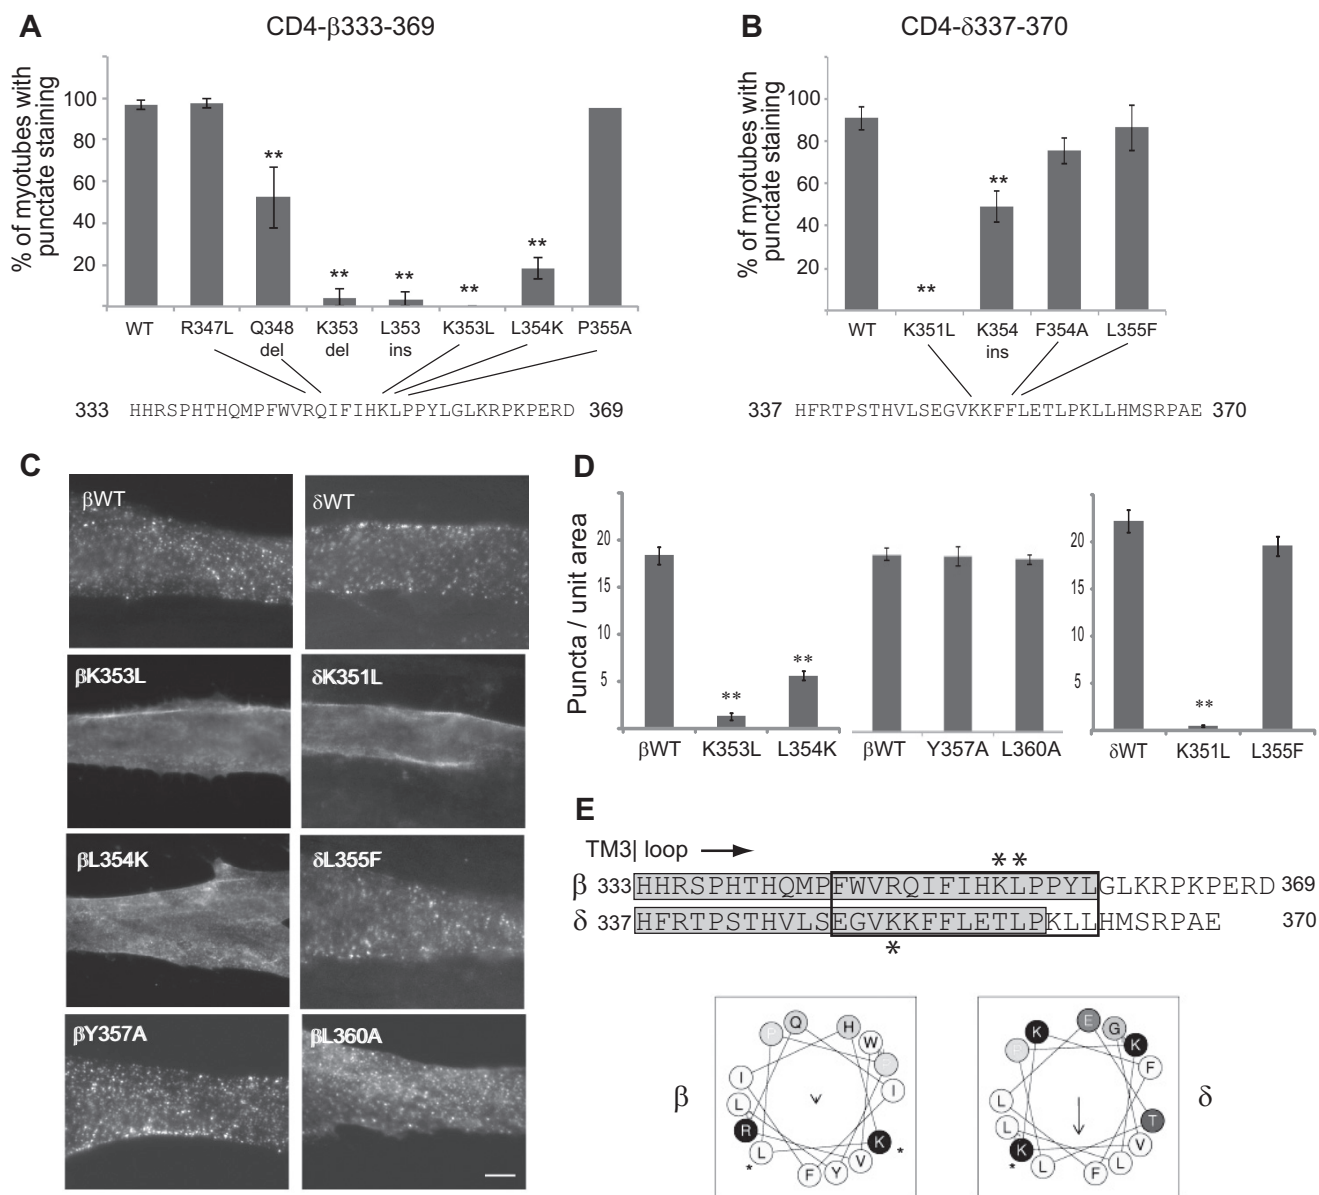 A
CD4-β333-369
% of myotubes with
punctate staining
100
80
60
40
20
**
**
**
**
**
WT R347L Q348 K353 L353 K353L L354K P355A
del del ins
333 HHRSPHTHQMPFWVRQIFIHKLPPYLGLKRPKPERD 369
B
CD4-δ337-370
% of myotubes with
punctate staining
100
80
60
40
20
**
**
WT K351L K354 F354A L355F
ins
337 HFRTPSTHVLSEGVKKFFLETLPKLLHMSRPAE 370
C
βWT
δWT
βK353L
δK351L
βL354K
δL355F
βY357A
βL360A
D
Puncta / unit area
20
15
10
5
**
**
βWT K353L L354K
βWT Y357A L360A
20
15
10
5
**
δWT K351L L355F
E
TM3| loop
**
β 333 HHRSPHTHQMPFWVRQIFIHKLPPYLGLKRPKPERD 369
δ 337 HFRTPSTHVLSEGVKKFFLETLPKLLHMSRPAE 370
*
β
P Q H W P I K V Y F L R L I
* *
δ
P K E G K F T V L F L K L L
*